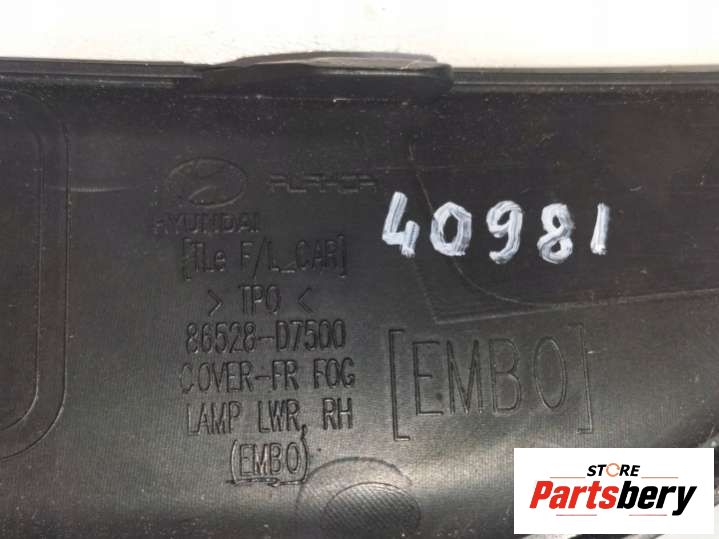 HYUNDAI
40981
[TLe F/L_CAR]
> TPO <
86528-D7500
COVER-FR FOG
LAMP LWR, RH
(EMBO)
[EMBO]
STORE
Partsbery